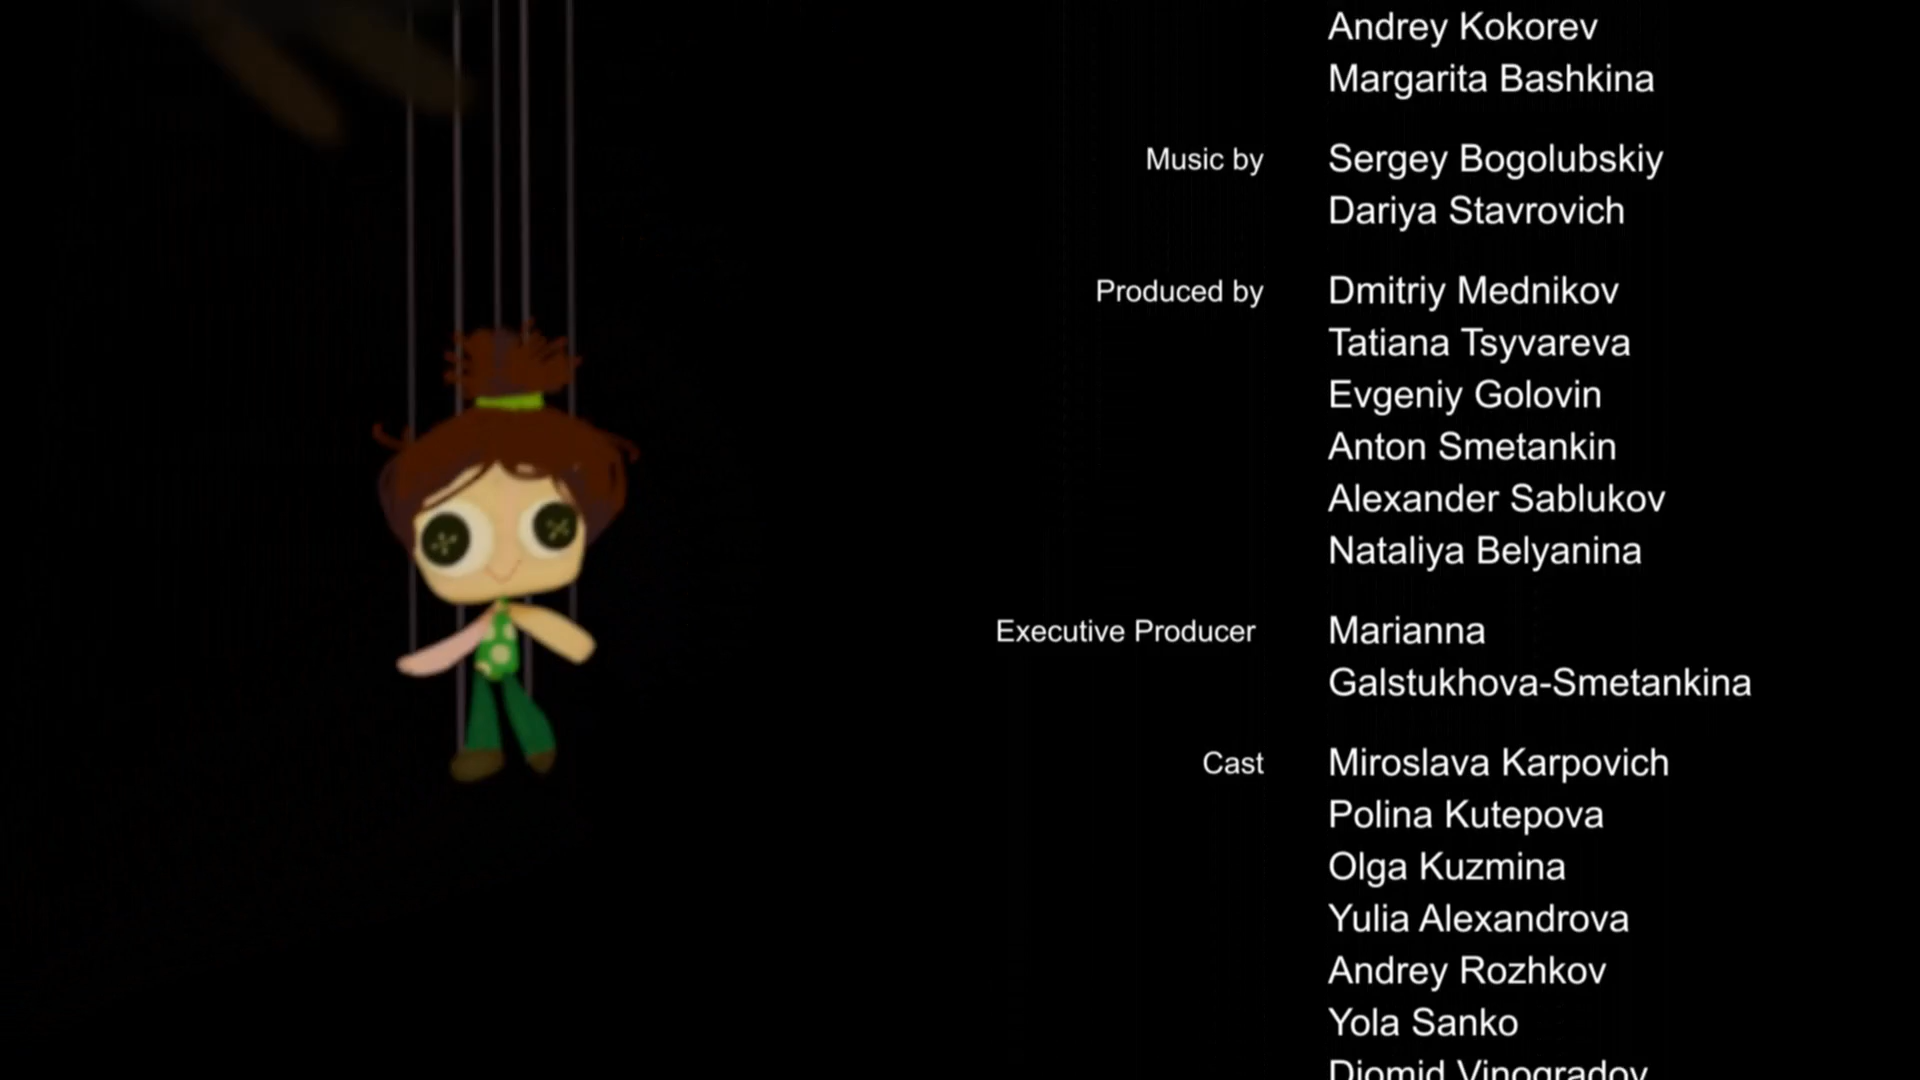 Andrey Kokorev
Margarita Bashkina
Music by Sergey Bogolubskiy
Dariya Stavrovich
Produced by Dmitriy Mednikov
Tatiana Tsyvareva
Evgeniy Golovin
Anton Smetankin
Alexander Sablukov
Nataliya Belyanina
Executive Producer Marianna
Galstukhova-Smetankina
Cast Miroslava Karpovich
Polina Kutepova
Olga Kuzmina
Yulia Alexandrova
Andrey Rozhkov
Yola Sanko
Diomid Vinogradov